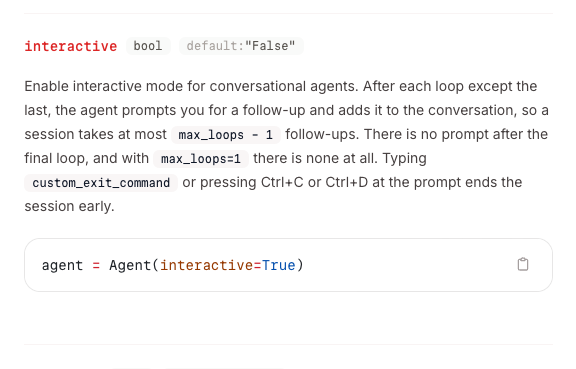 interactive bool default:"False"
Enable interactive mode for conversational agents. After each loop except the
last, the agent prompts you for a follow-up and adds it to the conversation, so a
session takes at most max_loops - 1 follow-ups. There is no prompt after the
final loop, and with max_loops=1 there is none at all. Typing
custom_exit_command or pressing Ctrl+C or Ctrl+D at the prompt ends the
session early.
agent = Agent(interactive=True)